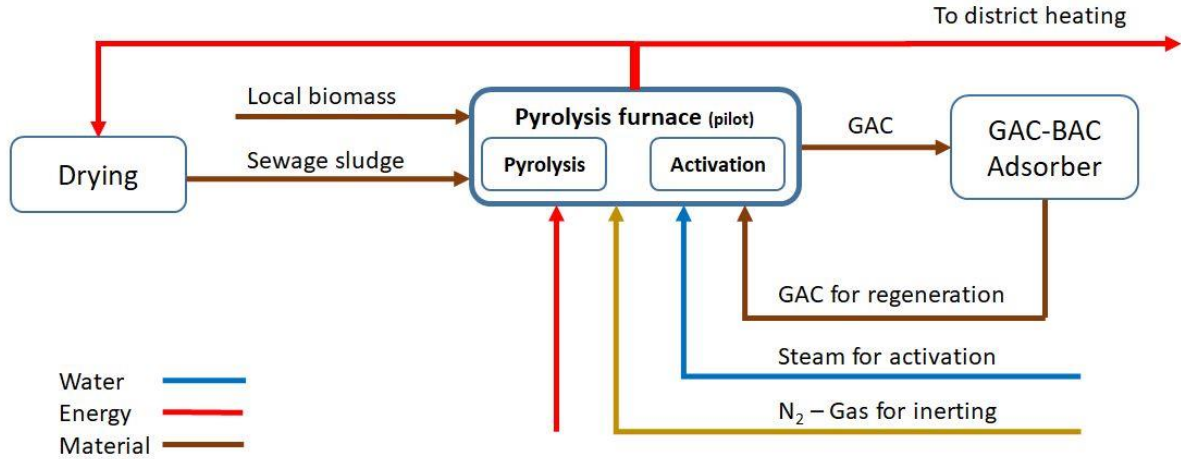 To district heating
Local biomass
Pyrolysis furnace (pilot)
GAC
GAC-BAC
Adsorber
Drying
Sewage sludge
Pyrolysis
Activation
GAC for regeneration
Steam for activation
N₂ – Gas for inerting
Water
Energy
Material